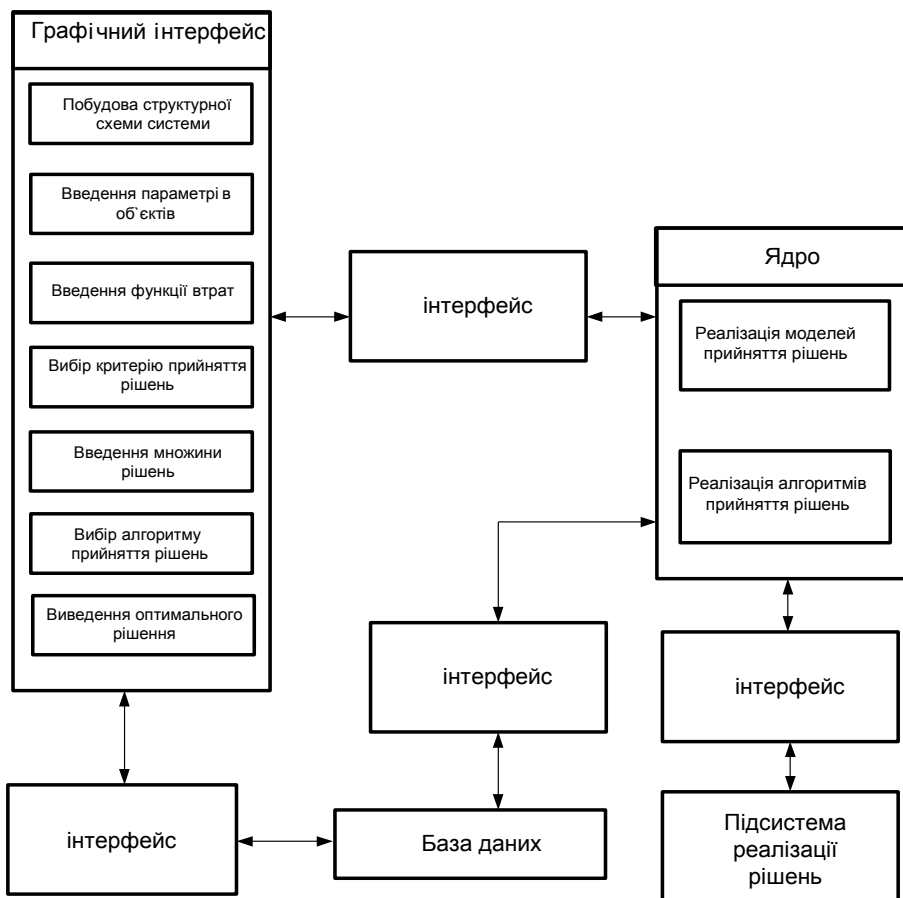 Графічний інтерфейс
Побудова структурної
схеми системи
Введення параметрів
об`єктів
Введення функції втрат
Вибір критерію прийняття
рішень
Введення множини
рішень
Вибір алгоритму
прийняття рішень
Виведення оптимального
рішення
інтерфейс
Ядро
Реалізація моделей
прийняття рішень
Реалізація алгоритмів
прийняття рішень
інтерфейс
інтерфейс
інтерфейс
База даних
Підсистема
реалізації
рішень